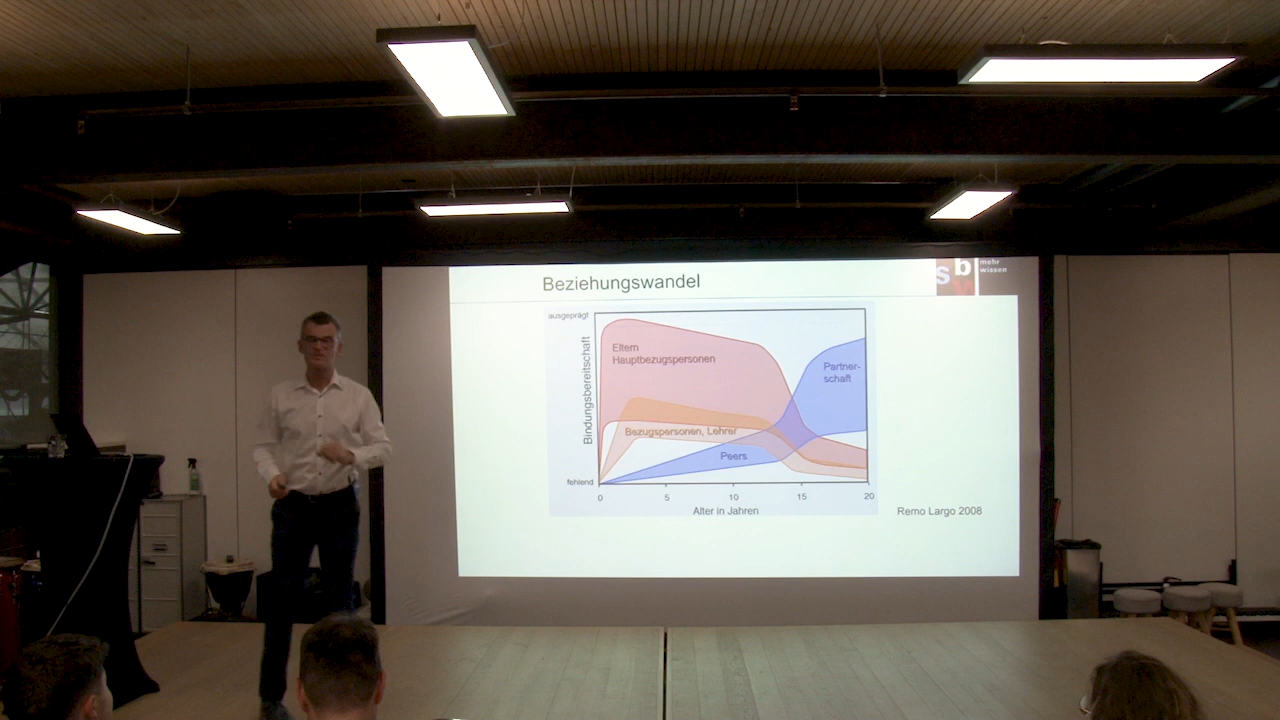 Beziehungswandel
sb
mehr
wissen
ausgeprägt
Bindungsbereitschaft
Eltern
Hauptbezugspersonen
Partner-
schaft
Bezugspersonen, Lehrer
Peers
fehlend
0 5 10 15 20
Alter in Jahren
Remo Largo 2008